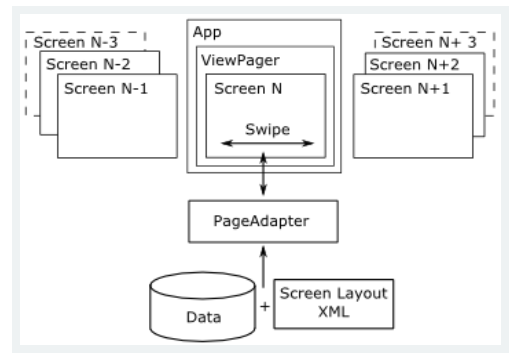 Screen N-3
Screen N-2
Screen N-1
App
ViewPager
Screen N
Swipe
Screen N+ 3
Screen N+2
Screen N+1
PageAdapter
Data
+
Screen Layout
XML